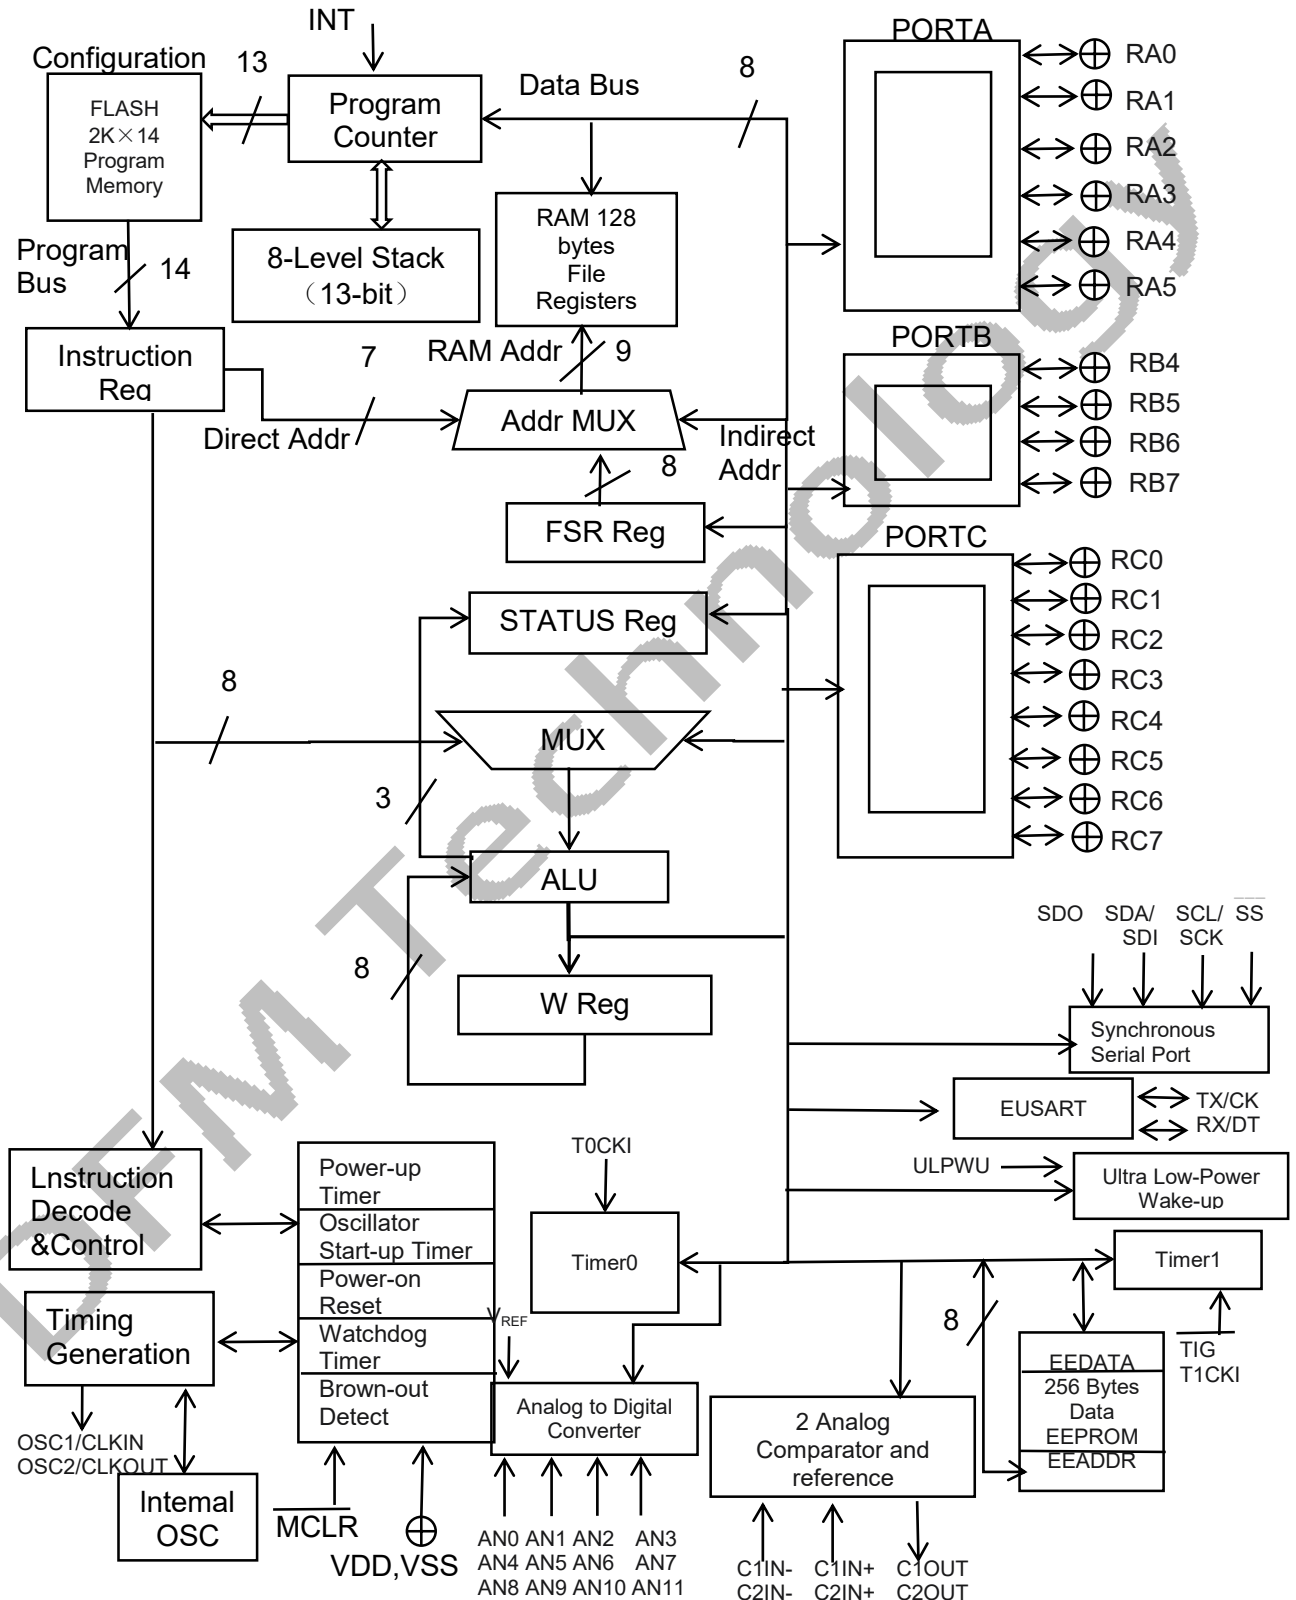 INT
Configuration
13
FLASH
2K×14
Program
Memory
Program
Counter
Data Bus
8
PORTA
RA0
RA1
RA2
RA3
RA4
RA5
Program
Bus
14
8-Level Stack
（13-bit）
RAM 128
bytes
File
Registers
Instruction
Reg
7
Direct Addr
RAM Addr
9
Addr MUX
Indirect
Addr
8
FSR Reg
PORTB
RB4
RB5
RB6
RB7
PORTC
RC0
RC1
RC2
RC3
RC4
RC5
RC6
RC7
STATUS Reg
8
MUX
3
ALU
8
W Reg
SDO
SDA/
SDI
SCL/
SCK
SS
Synchronous
Serial Port
EUSART
TX/CK
RX/DT
ULPWU
Ultra Low-Power
Wake-up
Lnstruction
Decode
&Control
Power-up
Timer
Oscillator
Start-up Timer
Power-on
Reset
Watchdog
Timer
Brown-out
Detect
T0CKI
Timer0
Timer1
TIG
T1CKI
Timing
Generation
OSC1/CLKIN
OSC2/CLKOUT
Intemal
OSC
MCLR
VDD,VSS
VREF
Analog to Digital
Converter
AN0 AN1 AN2 AN3
AN4 AN5 AN6 AN7
AN8 AN9 AN10 AN11
2 Analog
Comparator and
reference
C1IN- C1IN+ C1OUT
C2IN- C2IN+ C2OUT
8
EEDATA
256 Bytes
Data
EEPROM
EEADDR
DFM Technology